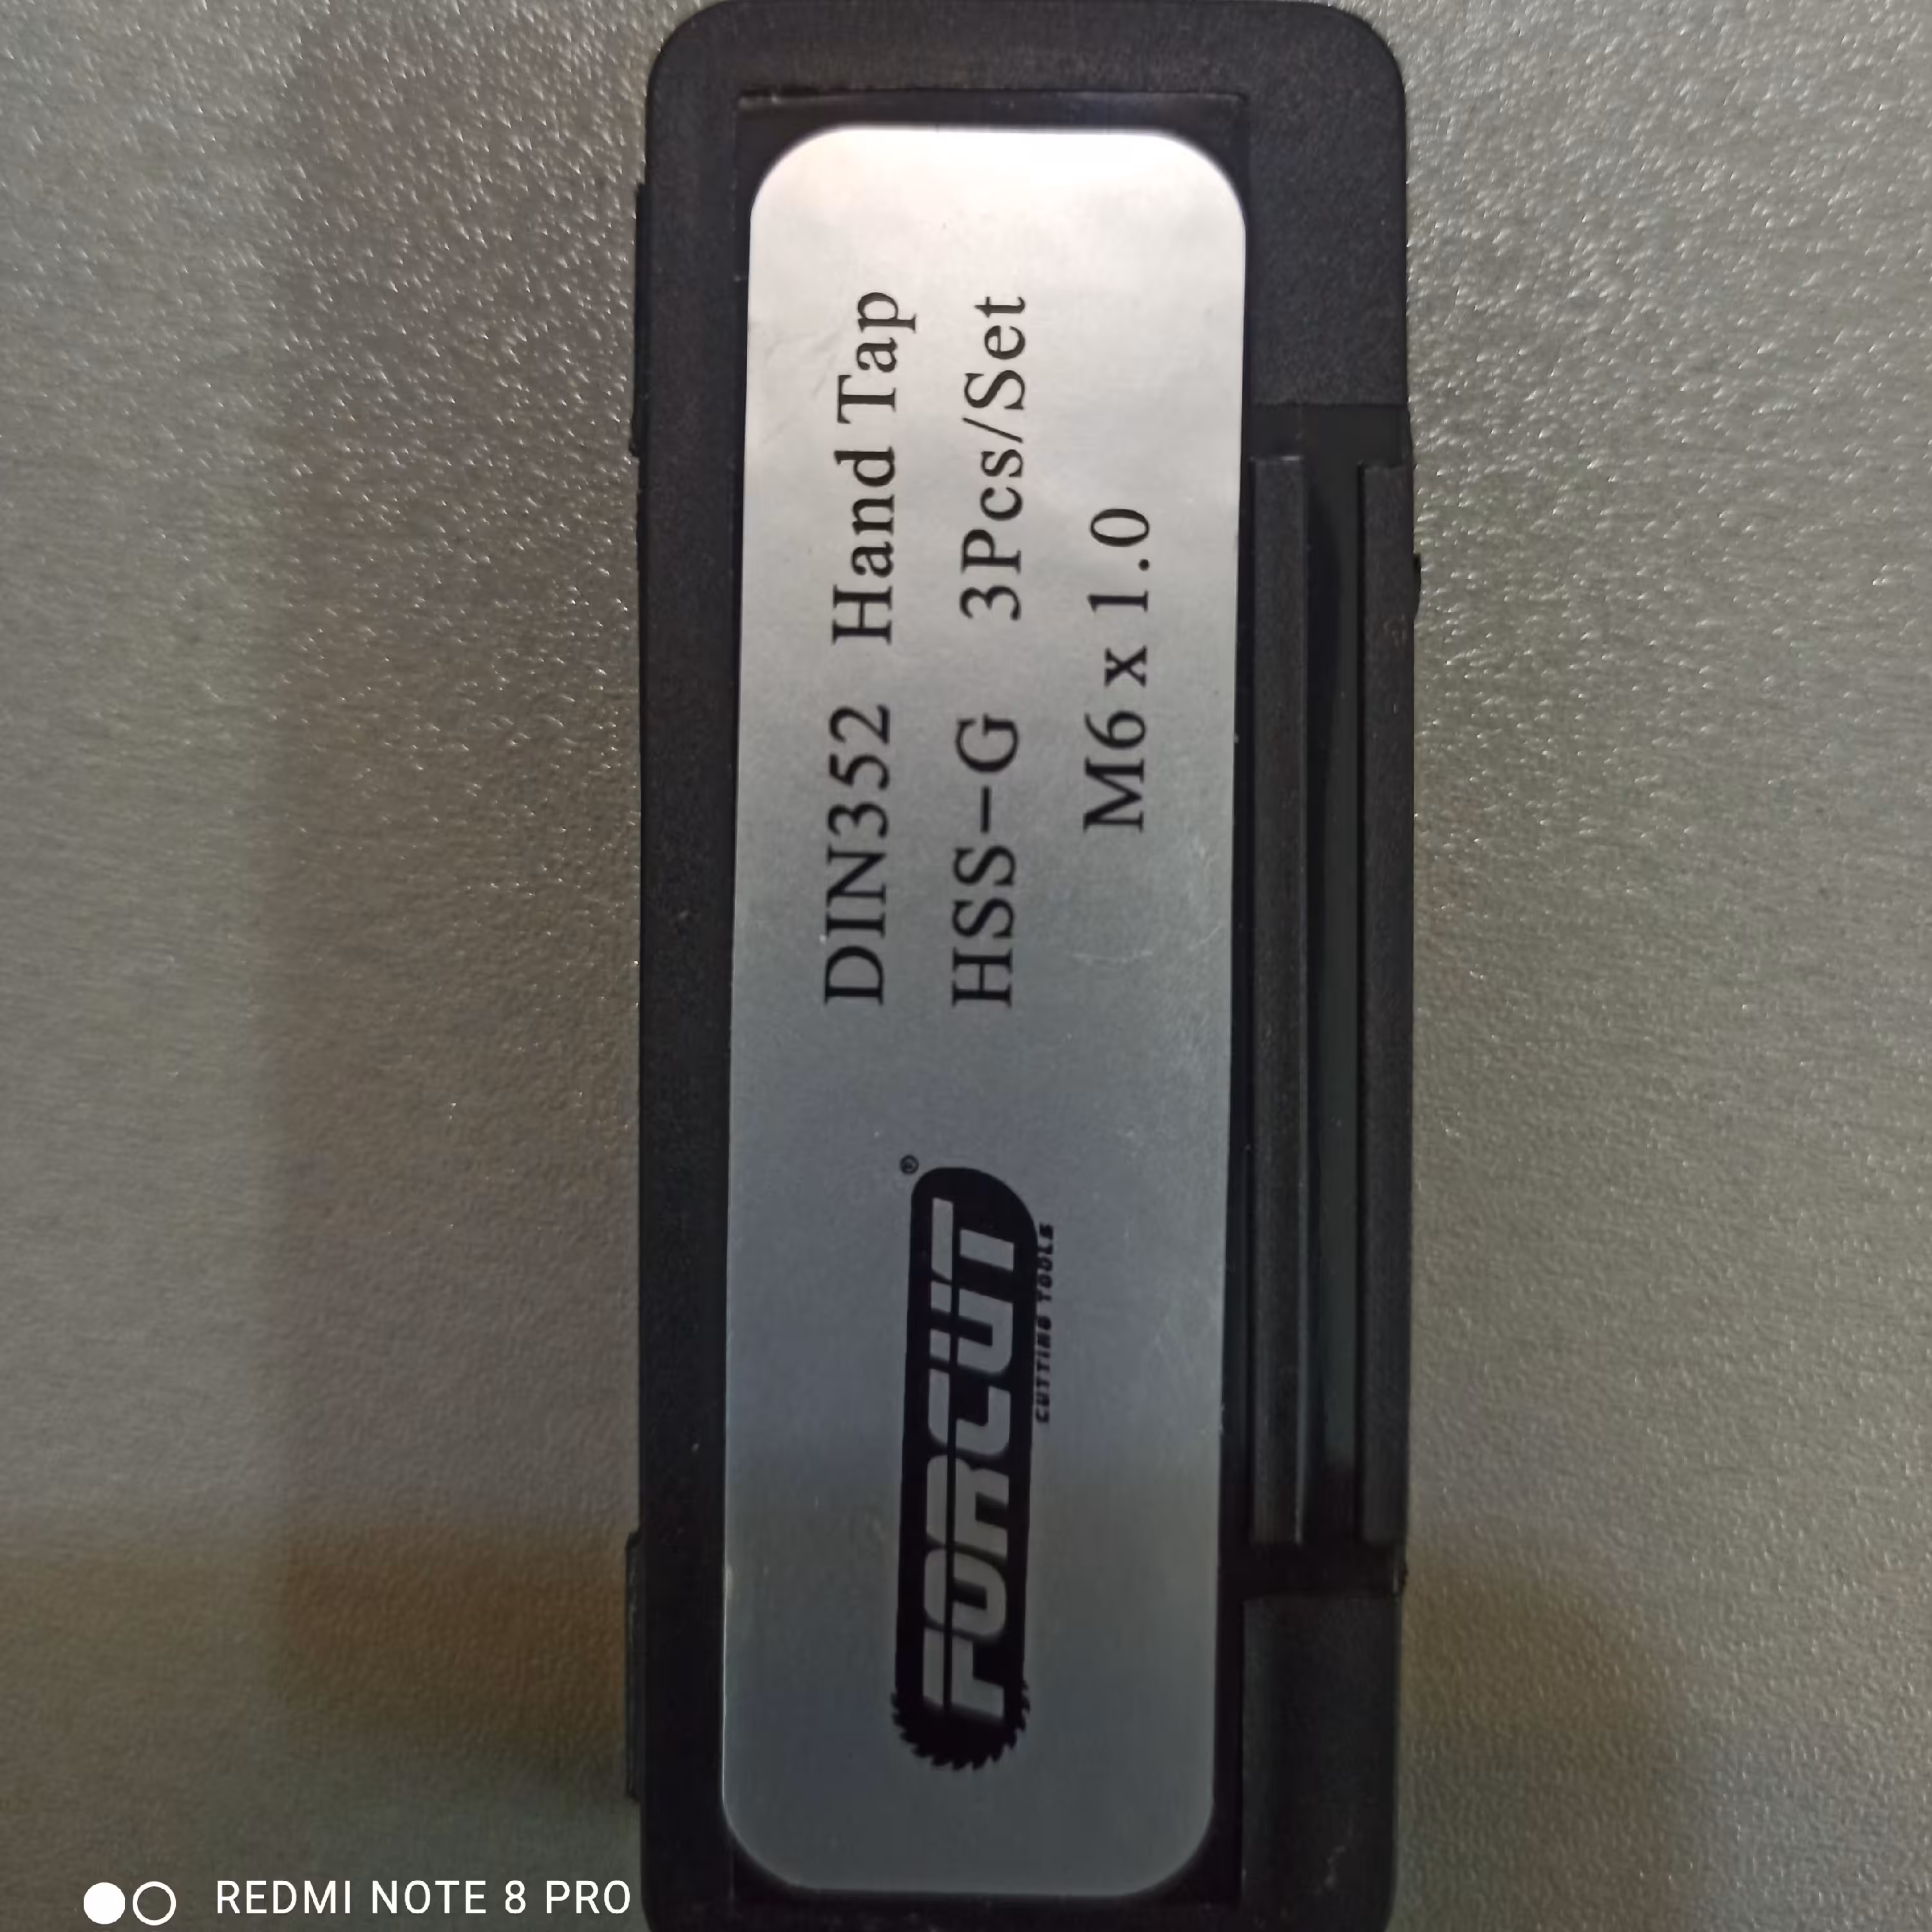 DIN352 Hand Tap
HSS-G 3Pcs/Set
M6 x 1.0
FORCUT®
CUTTING TOOLS
REDMI NOTE 8 PRO